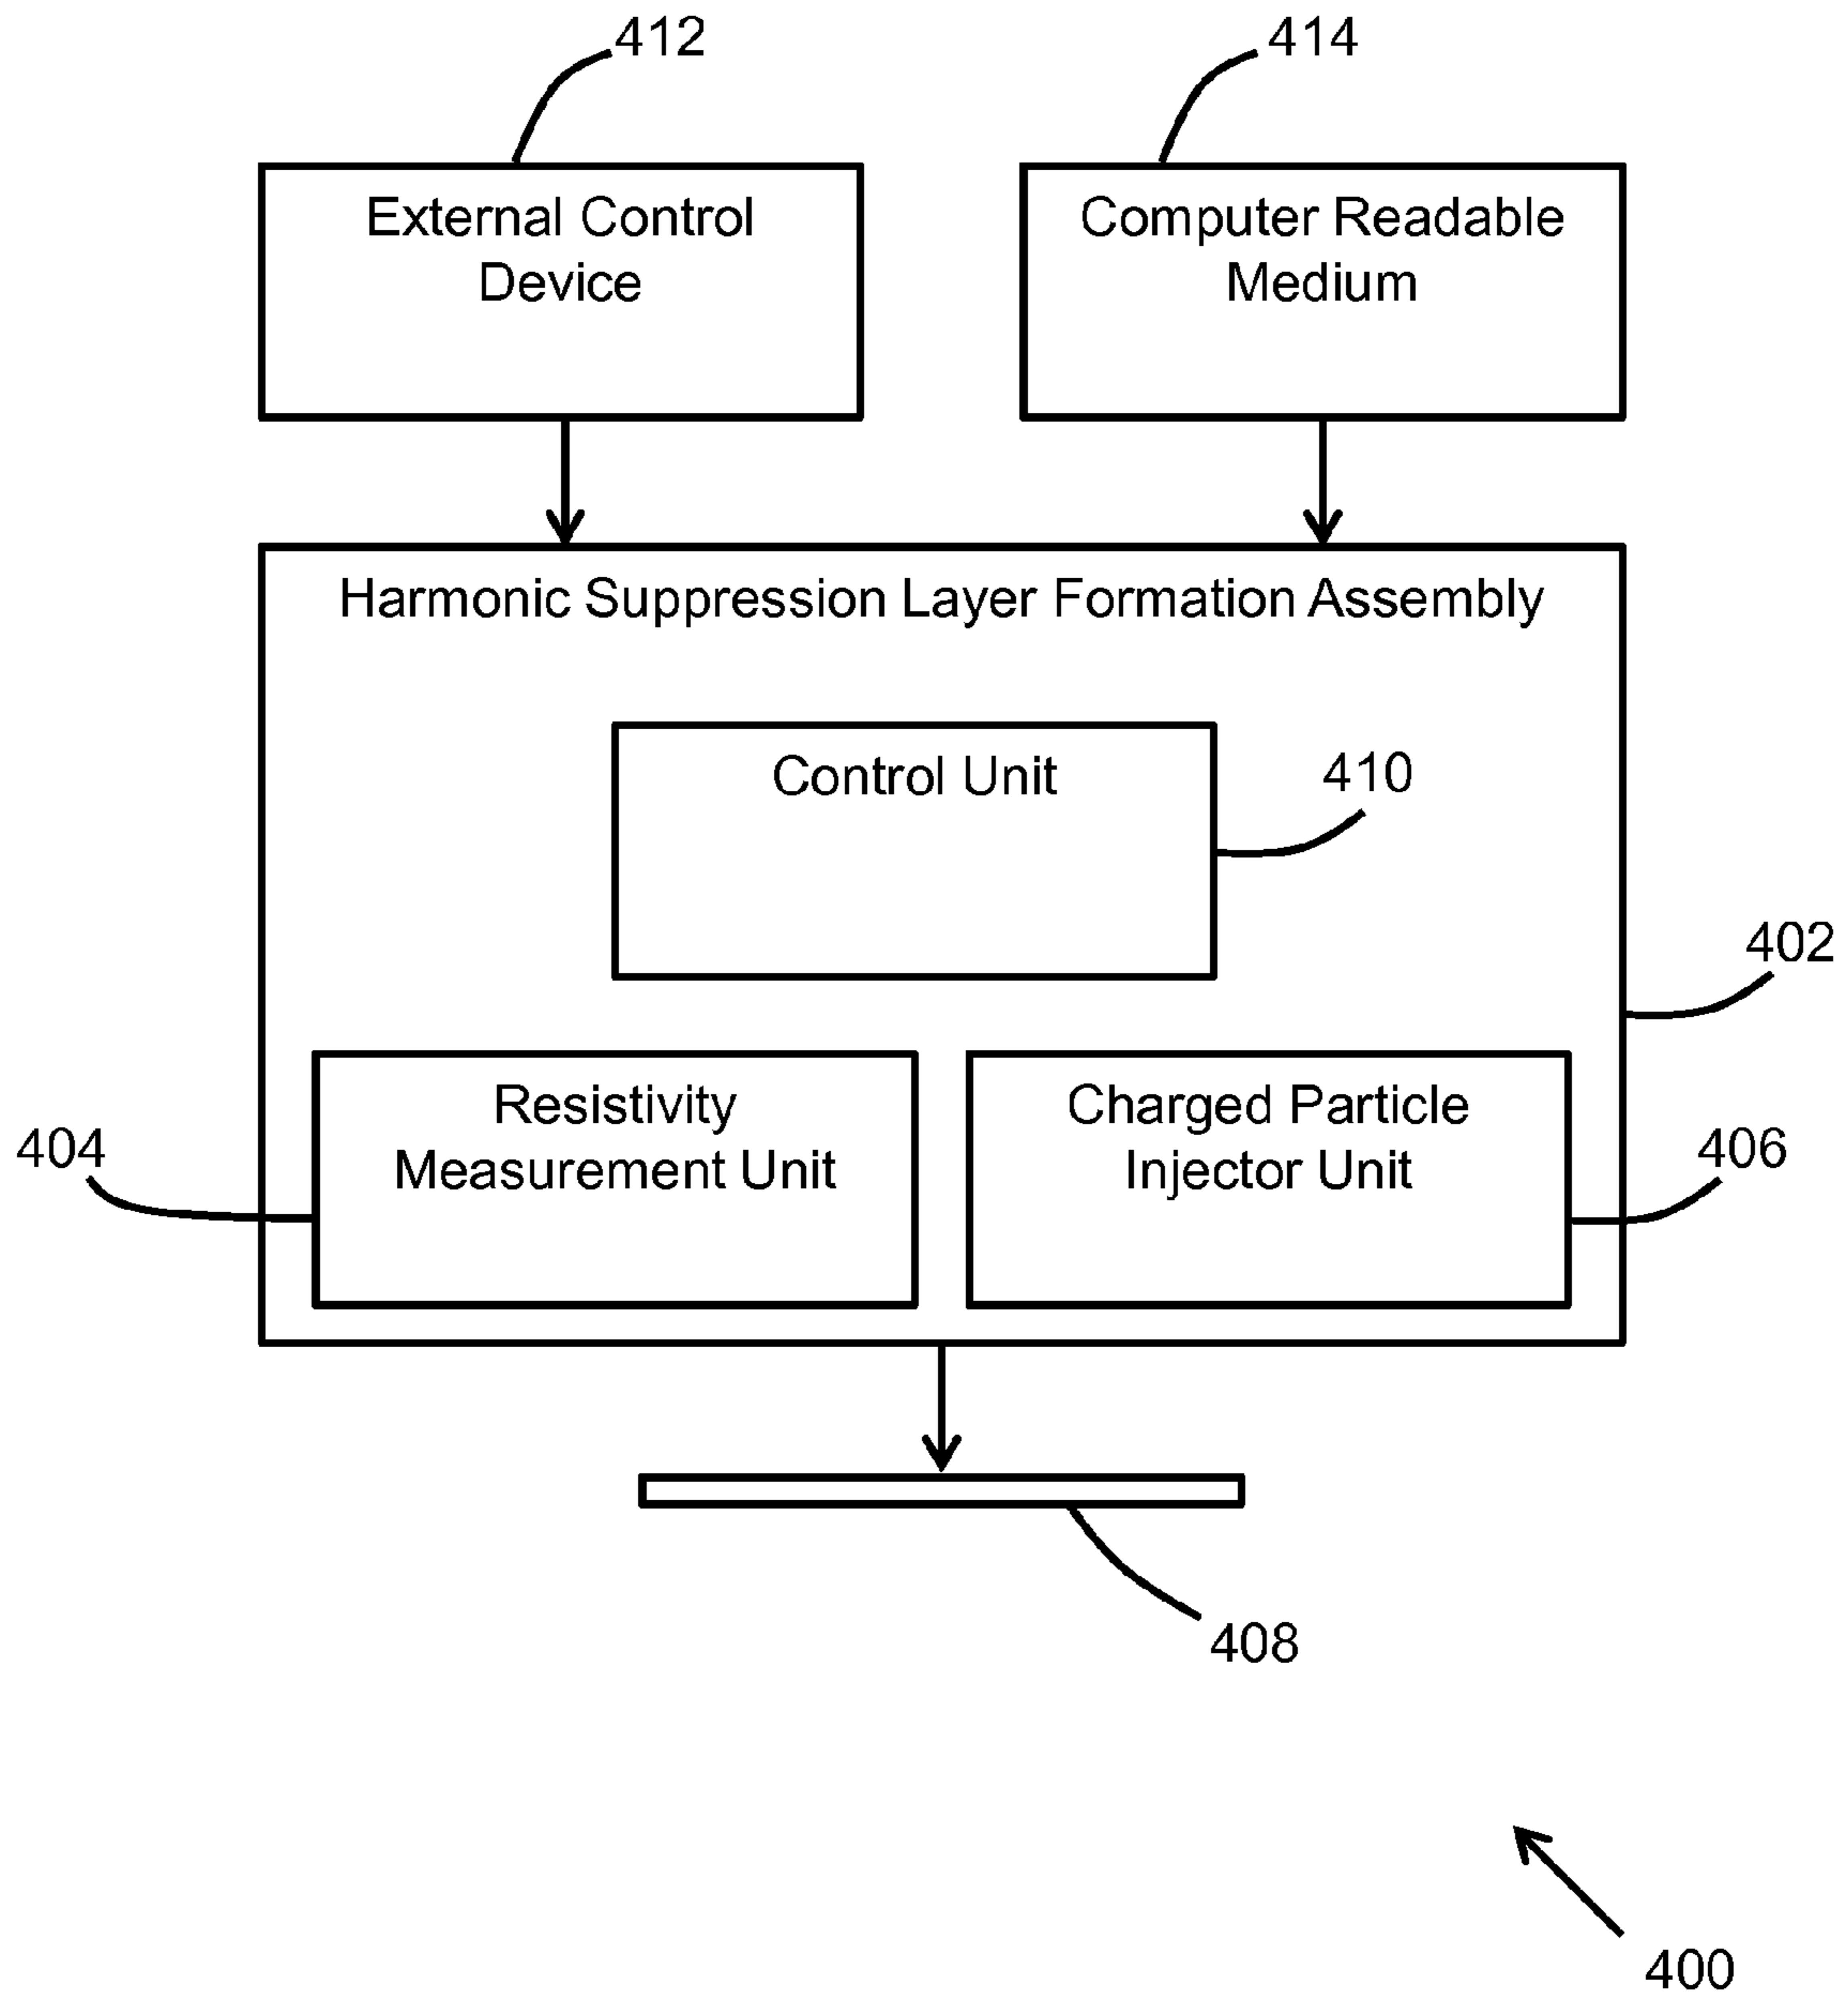 412
414
External Control
Device
Computer Readable
Medium
Harmonic Suppression Layer Formation Assembly
Control Unit
410
402
Resistivity
Measurement Unit
Charged Particle
Injector Unit
404
406
408
400